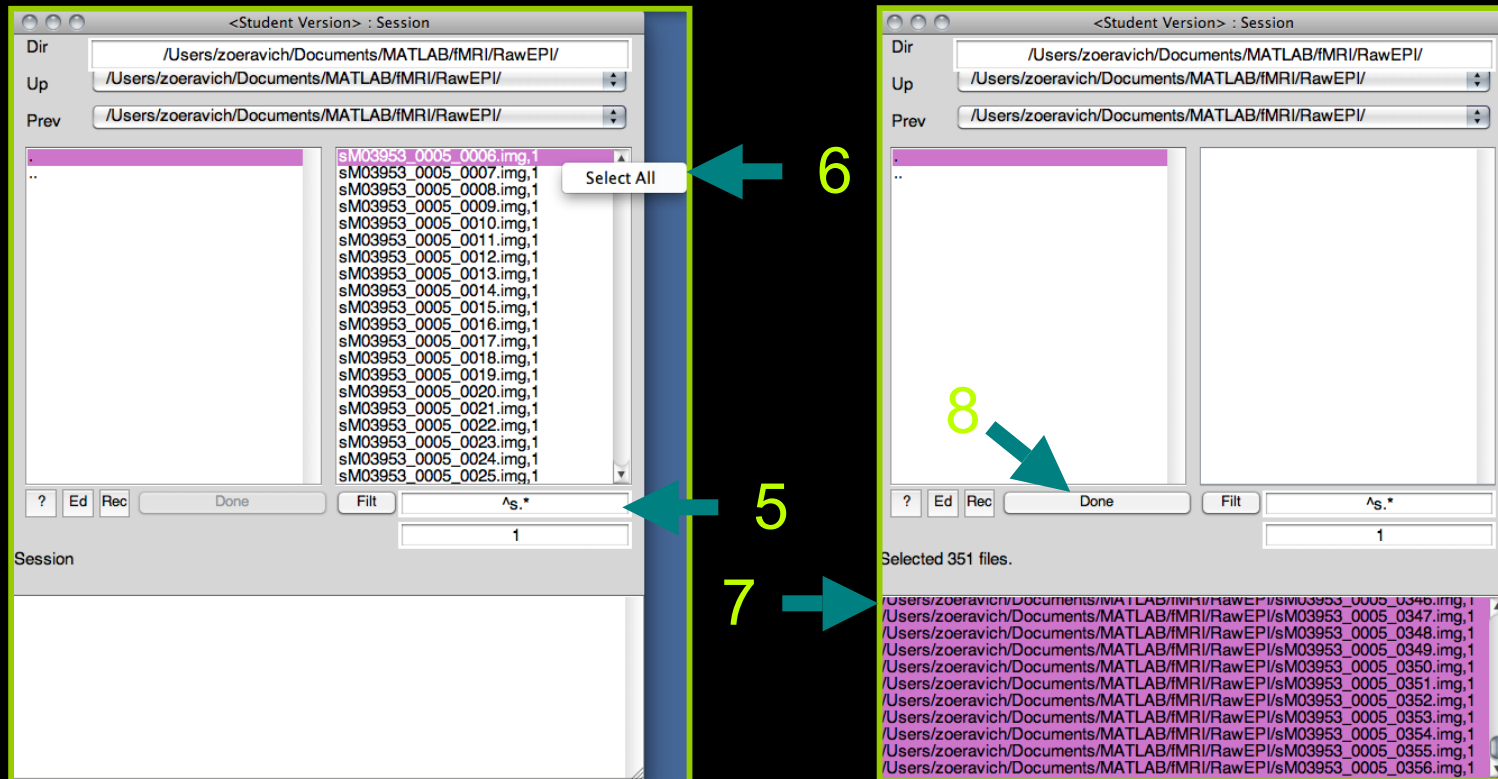 <Student Version> : Session
Dir /Users/zoeravich/Documents/MATLAB/fMRI/RawEPI/
Up /Users/zoeravich/Documents/MATLAB/fMRI/RawEPI/
Prev /Users/zoeravich/Documents/MATLAB/fMRI/RawEPI/
.
..
sM03953_0005_0006.img,1
sM03953_0005_0007.img,1
sM03953_0005_0008.img,1
sM03953_0005_0009.img,1
sM03953_0005_0010.img,1
sM03953_0005_0011.img,1
sM03953_0005_0012.img,1
sM03953_0005_0013.img,1
sM03953_0005_0014.img,1
sM03953_0005_0015.img,1
sM03953_0005_0016.img,1
sM03953_0005_0017.img,1
sM03953_0005_0018.img,1
sM03953_0005_0019.img,1
sM03953_0005_0020.img,1
sM03953_0005_0021.img,1
sM03953_0005_0022.img,1
sM03953_0005_0023.img,1
sM03953_0005_0024.img,1
sM03953_0005_0025.img,1
Select All
? Ed Rec Done Filt ^s.*
1
Session
6
5
7
<Student Version> : Session
Dir /Users/zoeravich/Documents/MATLAB/fMRI/RawEPI/
Up /Users/zoeravich/Documents/MATLAB/fMRI/RawEPI/
Prev /Users/zoeravich/Documents/MATLAB/fMRI/RawEPI/
.
..
8
? Ed Rec Done Filt ^s.*
1
Selected 351 files.
/Users/zoeravich/Documents/MATLAB/fMRI/RawEPI/sM03953_0005_0346.img,1
/Users/zoeravich/Documents/MATLAB/fMRI/RawEPI/sM03953_0005_0347.img,1
/Users/zoeravich/Documents/MATLAB/fMRI/RawEPI/sM03953_0005_0348.img,1
/Users/zoeravich/Documents/MATLAB/fMRI/RawEPI/sM03953_0005_0349.img,1
/Users/zoeravich/Documents/MATLAB/fMRI/RawEPI/sM03953_0005_0350.img,1
/Users/zoeravich/Documents/MATLAB/fMRI/RawEPI/sM03953_0005_0351.img,1
/Users/zoeravich/Documents/MATLAB/fMRI/RawEPI/sM03953_0005_0352.img,1
/Users/zoeravich/Documents/MATLAB/fMRI/RawEPI/sM03953_0005_0353.img,1
/Users/zoeravich/Documents/MATLAB/fMRI/RawEPI/sM03953_0005_0354.img,1
/Users/zoeravich/Documents/MATLAB/fMRI/RawEPI/sM03953_0005_0355.img,1
/Users/zoeravich/Documents/MATLAB/fMRI/RawEPI/sM03953_0005_0356.img,1